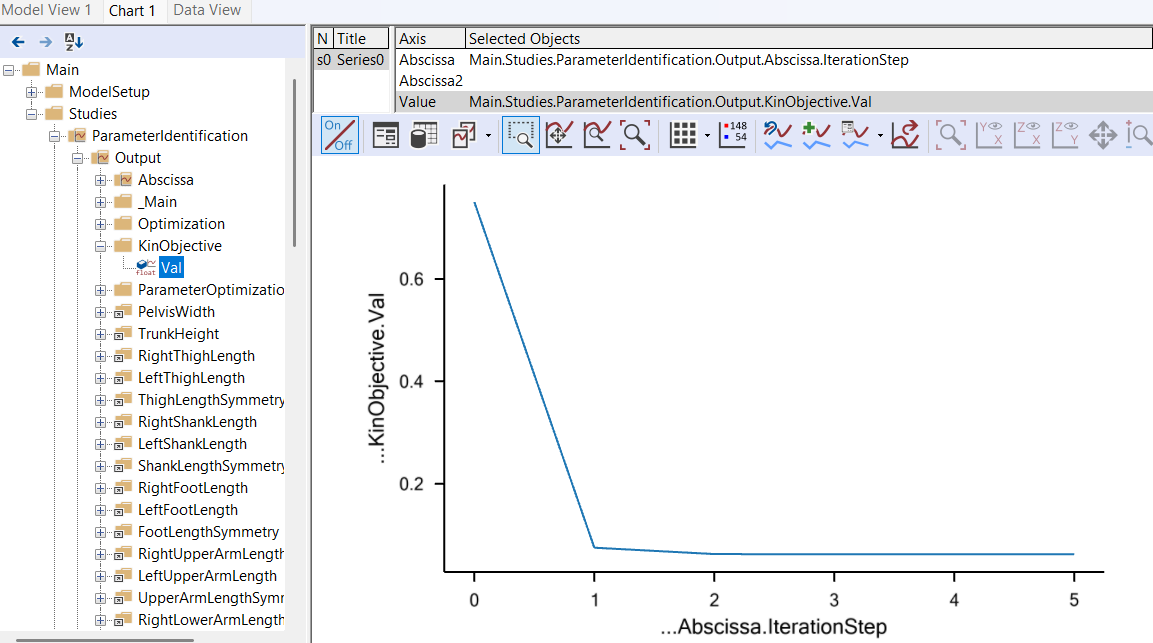 Model View 1 Chart 1 Data View
N Title Axis Selected Objects
s0 Series0 Abscissa Main.Studies.ParameterIdentification.Output.Abscissa.IterationStep
Abscissa2
Value Main.Studies.ParameterIdentification.Output.KinObjective.Val
A
Z
On
Off
148
54
Y X
Z X
Z Y
Main
ModelSetup
Studies
ParameterIdentification
Output
Abscissa
_Main
Optimization
KinObjective
float Val
ParameterOptimizatio
PelvisWidth
TrunkHeight
RightThighLength
LeftThighLength
ThighLengthSymmetry
RightShankLength
LeftShankLength
ShankLengthSymmetry
RightFootLength
LeftFootLength
FootLengthSymmetry
RightUpperArmLength
LeftUpperArmLength
UpperArmLengthSymr
RightLowerArmLength
...KinObjective.Val
0.6
0.4
0.2
0 1 2 3 4 5
...Abscissa.IterationStep